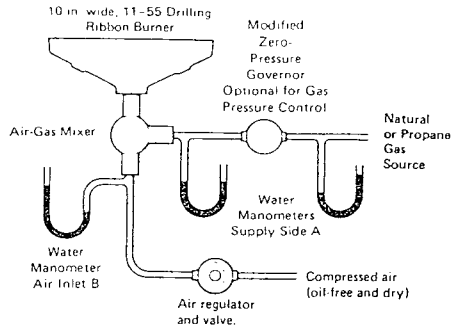 10 in. wide, 11-55 Drilling
Ribbon Burner
Modified
Zero-
Pressure
Governor
Optional for Gas
Pressure Control
Natural
or Propane
Gas
Source
Air-Gas Mixer
Water
Manometers
Supply Side A
Water
Manometer
Air Inlet B
Compressed air
(oil-free and dry)
Air regulator
and valve.